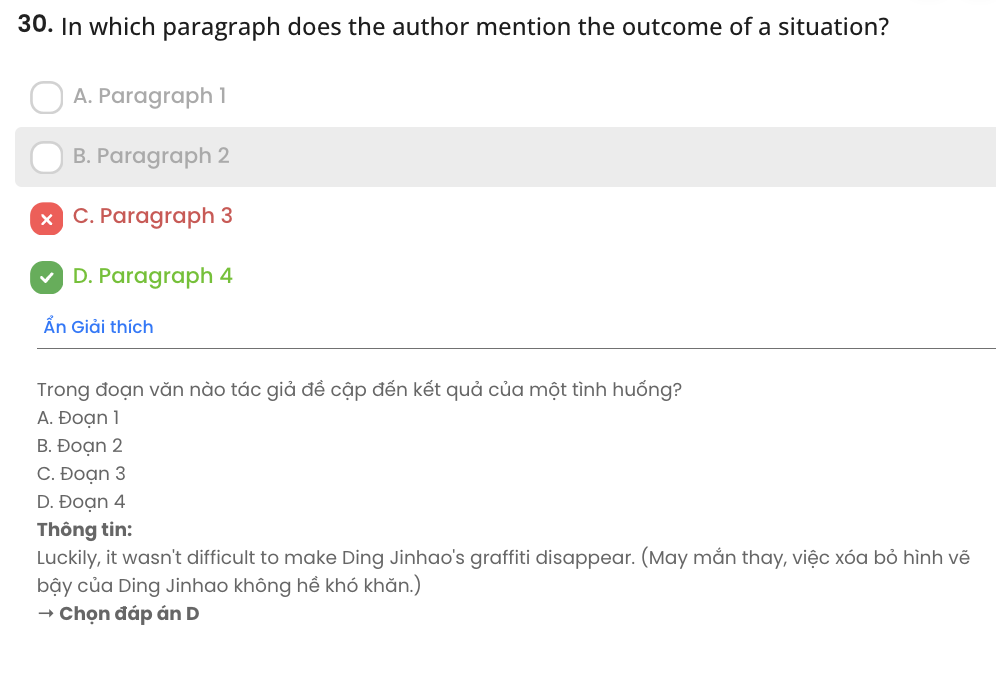 30. In which paragraph does the author mention the outcome of a situation?
A. Paragraph 1
B. Paragraph 2
C. Paragraph 3
D. Paragraph 4
Ẩn Giải thích
Trong đoạn văn nào tác giả đề cập đến kết quả của một tình huống?
A. Đoạn 1
B. Đoạn 2
C. Đoạn 3
D. Đoạn 4
Thông tin:
Luckily, it wasn't difficult to make Ding Jinhao's graffiti disappear. (May mắn thay, việc xóa bỏ hình vẽ
bậy của Ding Jinhao không hề khó khăn.)
→ Chọn đáp án D